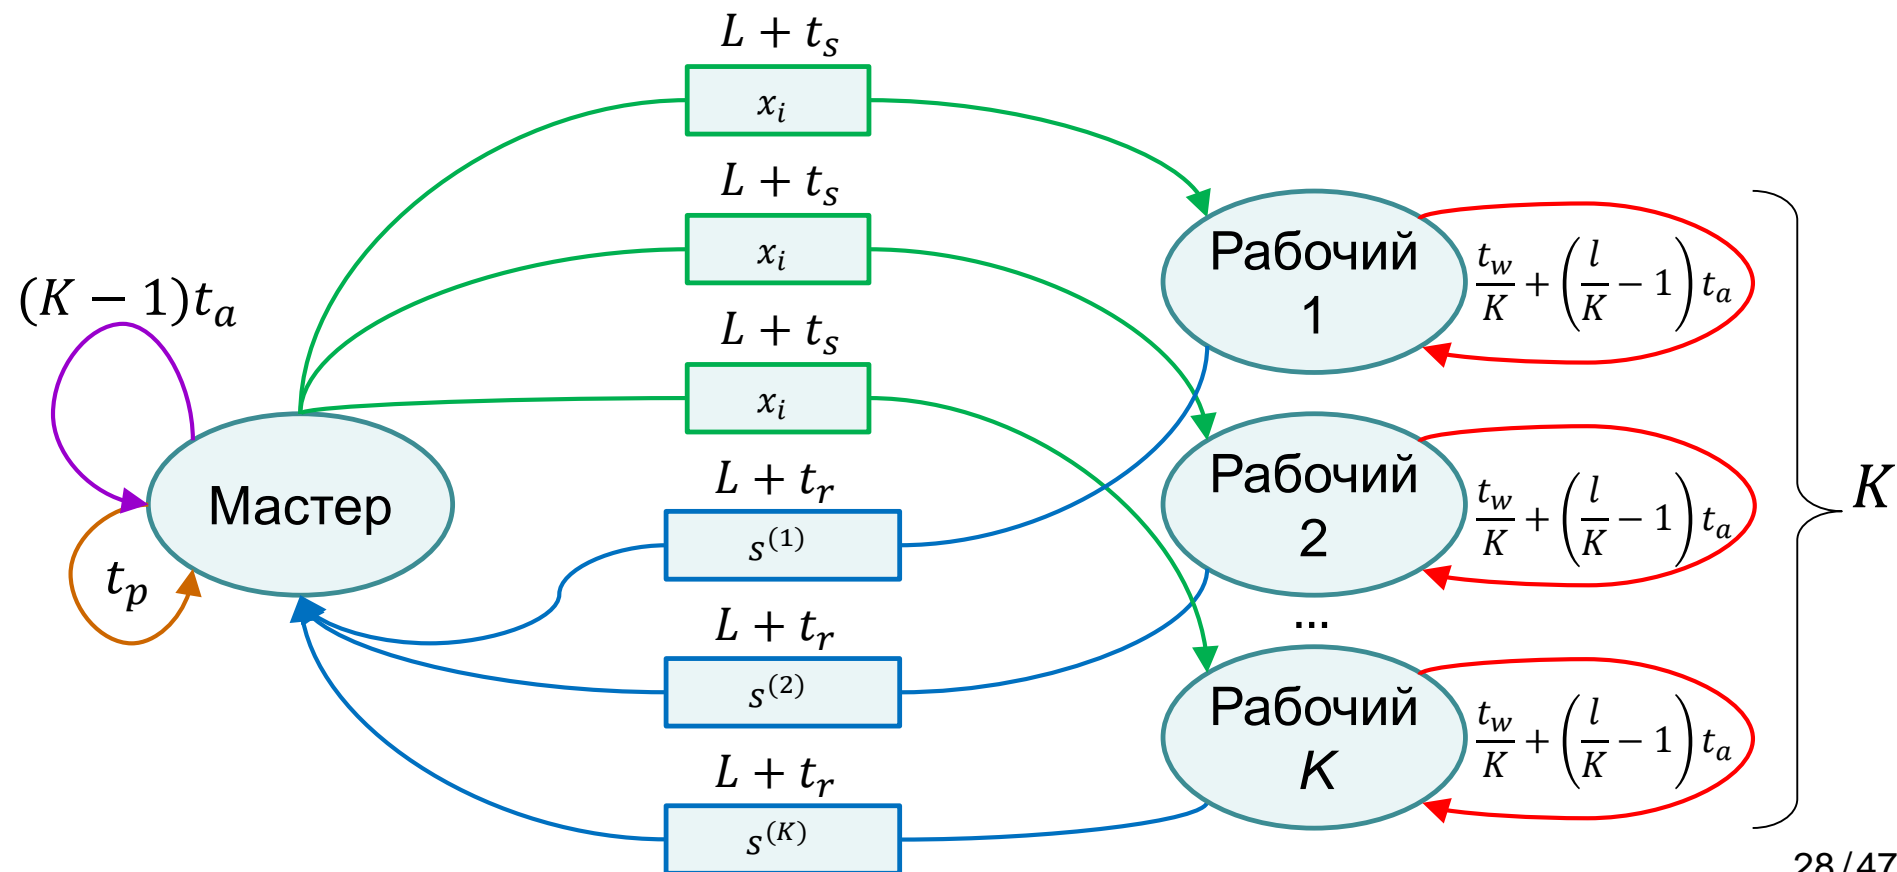 L + t_s
x_i
L + t_s
x_i
L + t_s
x_i
(K − 1)t_a
Мастер
t_p
L + t_r
s^(1)
L + t_r
s^(2)
L + t_r
s^(K)
Рабочий
1
t_w/K + (l/K − 1) t_a
Рабочий
2
t_w/K + (l/K − 1) t_a
...
Рабочий
K
t_w/K + (l/K − 1) t_a
K
28/47